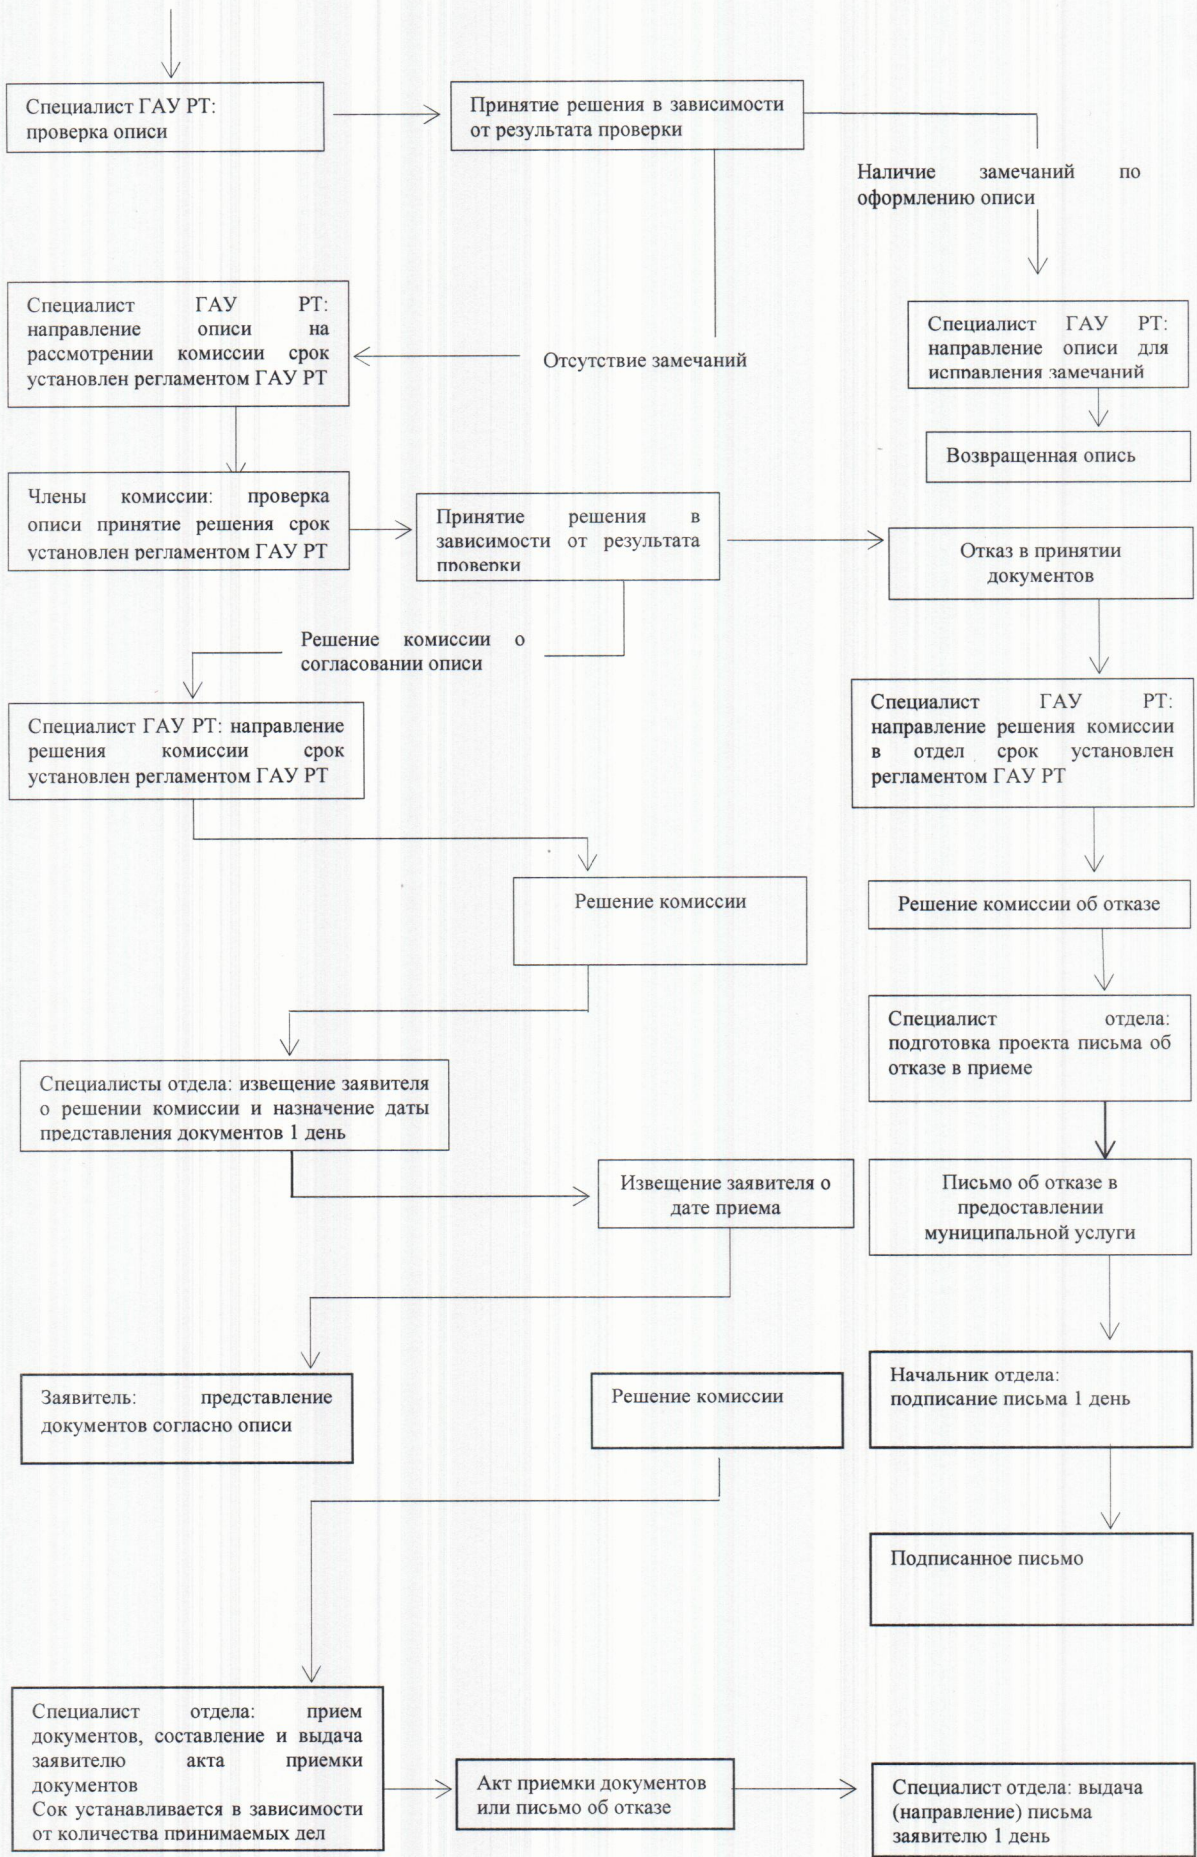 Специалист ГАУ РТ:
проверка описи
Принятие решения в зависимости
от результата проверки
Наличие замечаний по
оформлению описи
Специалист ГАУ РТ:
направление описи на
рассмотрении комиссии срок
установлен регламентом ГАУ РТ
Отсутствие замечаний
Специалист ГАУ РТ:
направление описи для
исправления замечаний
Возвращенная опись
Члены комиссии: проверка
описи принятие решения срок
установлен регламентом ГАУ РТ
Принятие решения в
зависимости от результата
проверки
Отказ в принятии
документов
Решение комиссии о
согласовании описи
Специалист ГАУ РТ: направление
решения комиссии срок
установлен регламентом ГАУ РТ
Специалист ГАУ РТ:
направление решения комиссии
в отдел срок установлен
регламентом ГАУ РТ
Решение комиссии
Решение комиссии об отказе
Специалист отдела:
подготовка проекта письма об
отказе в приеме
Специалисты отдела: извещение заявителя
о решении комиссии и назначение даты
представления документов 1 день
Извещение заявителя о
дате приема
Письмо об отказе в
предоставлении
муниципальной услуги
Заявитель: представление
документов согласно описи
Решение комиссии
Начальник отдела:
подписание письма 1 день
Подписанное письмо
Специалист отдела: прием
документов, составление и выдача
заявителю акта приемки
документов
Сок устанавливается в зависимости
от количества принимаемых дел
Акт приемки документов
или письмо об отказе
Специалист отдела: выдача
(направление) письма
заявителю 1 день